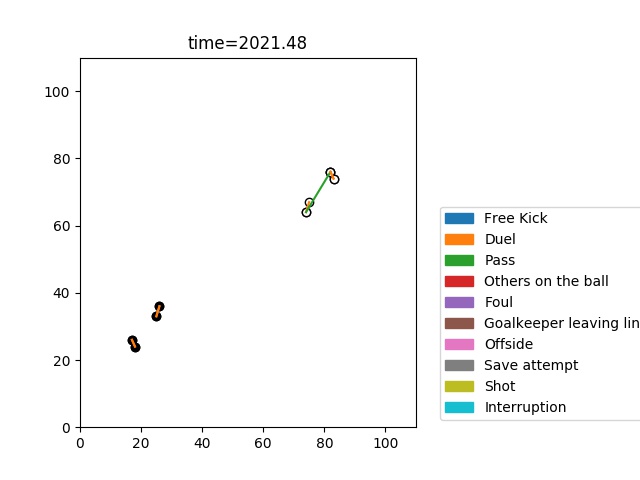 time=2021.48
100
80
60
40
20
0
0 20 40 60 80 100
Free Kick
Duel
Pass
Others on the ball
Foul
Goalkeeper leaving lin
Offside
Save attempt
Shot
Interruption